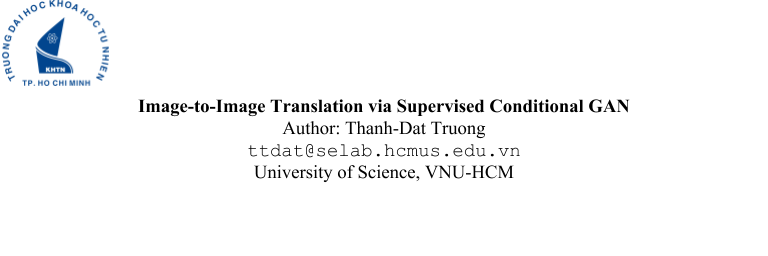 TRUONG DAI HOC KHOA HOC TU NHIEN
KHTN
TP. HO CHI MINH
Image-to-Image Translation via Supervised Conditional GAN
Author: Thanh-Dat Truong
ttdat@selab.hcmus.edu.vn
University of Science, VNU-HCM